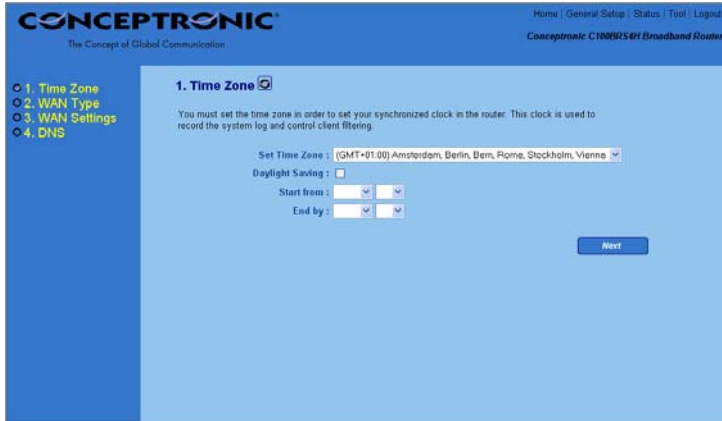 CONCEPTRONIC
The Concept of Global Communication
Home | General Setup | Status | Tool | Logout
Conceptronic C100BRS4H Broadband Router
1. Time Zone
2. WAN Type
3. WAN Settings
4. DNS
1. Time Zone
You must set the time zone in order to set your synchronized clock in the router. This clock is used to
record the system log and control client filtering.
Set Time Zone : (GMT+01:00) Amsterdam, Berlin, Bern, Rome, Stockholm, Vienna
Daylight Saving :
Start from :
End by :
Next